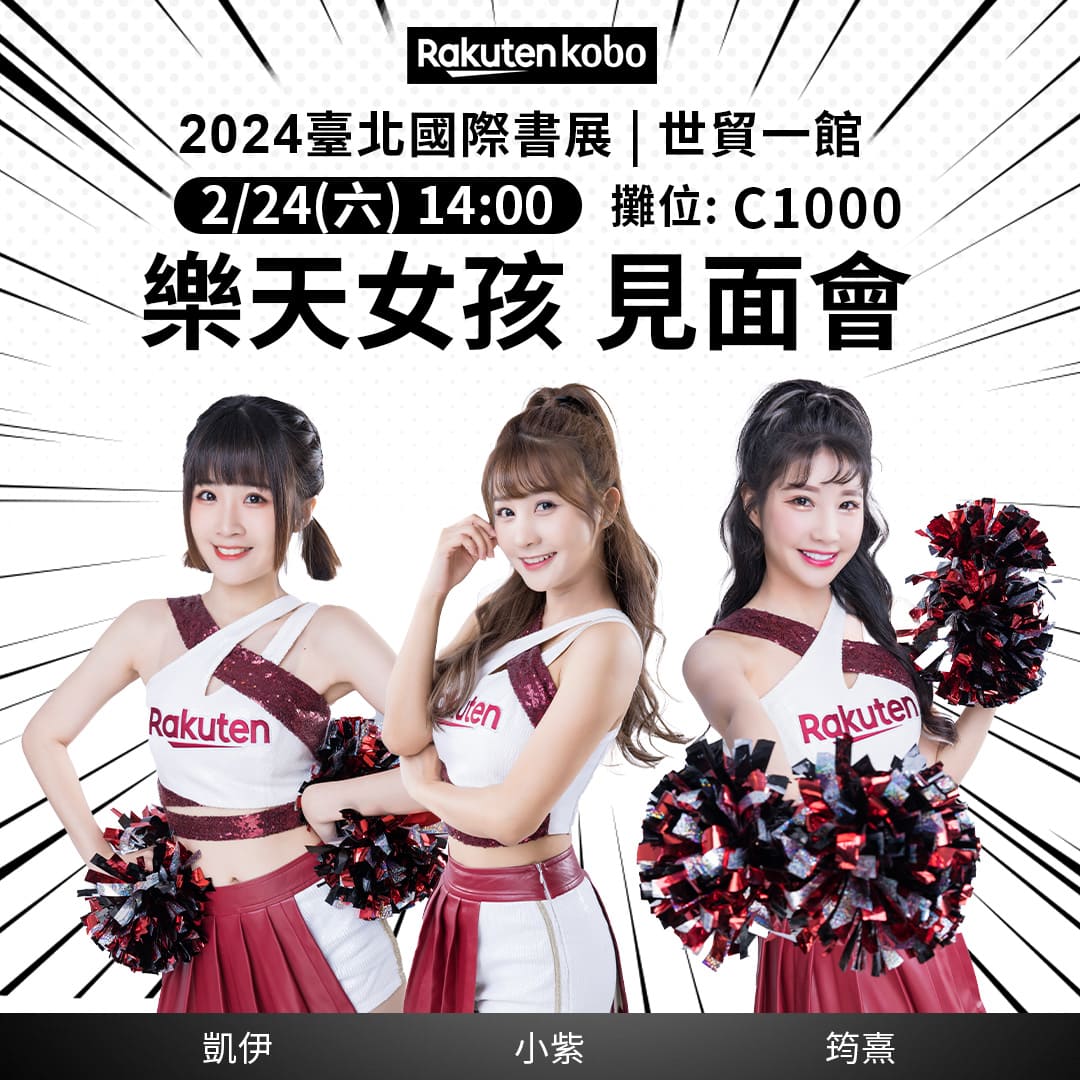 Rakuten kobo
2024臺北國際書展 | 世貿一館
2/24(六) 14:00 攤位: C1000
樂天女孩 見面會
Rakuten
Rakuten
凱伊 小紫 筠熹